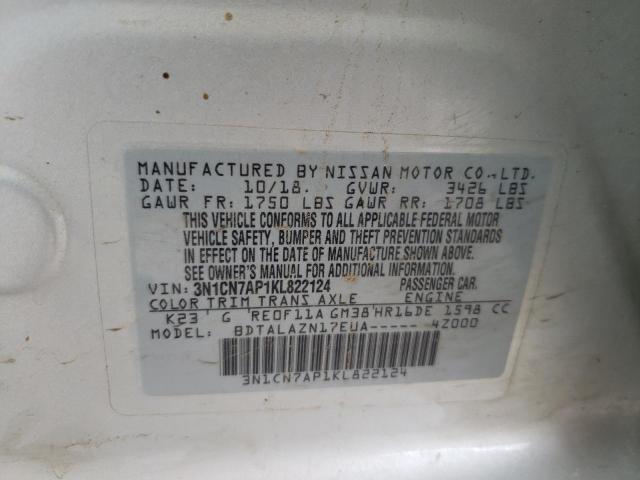 MANUFACTURED BY NISSAN MOTOR CO.,LTD.
DATE: 10/18. GVWR: 3426 LBS
GAWR FR: 1750 LBS GAWR RR: 1708 LBS
THIS VEHICLE CONFORMS TO ALL APPLICABLE FEDERAL MOTOR
VEHICLE SAFETY, BUMPER AND THEFT PREVENTION STANDARDS
IN EFFECT ON THE DATE OF MANUFACTURE SHOWN ABOVE.
SEE OWNER'S MANUAL FOR ADDITIONAL INFORMATION.
VIN: 3N1CN7AP1KL822124 PASSENGER CAR.
COLOR TRIM TRANS AXLE ENGINE
K23 G RE0F11A GM38 HR16DE 1598 CC
MODEL: BDTALAZN17EUA----- 4Z000
3N1CN7AP1KL822124